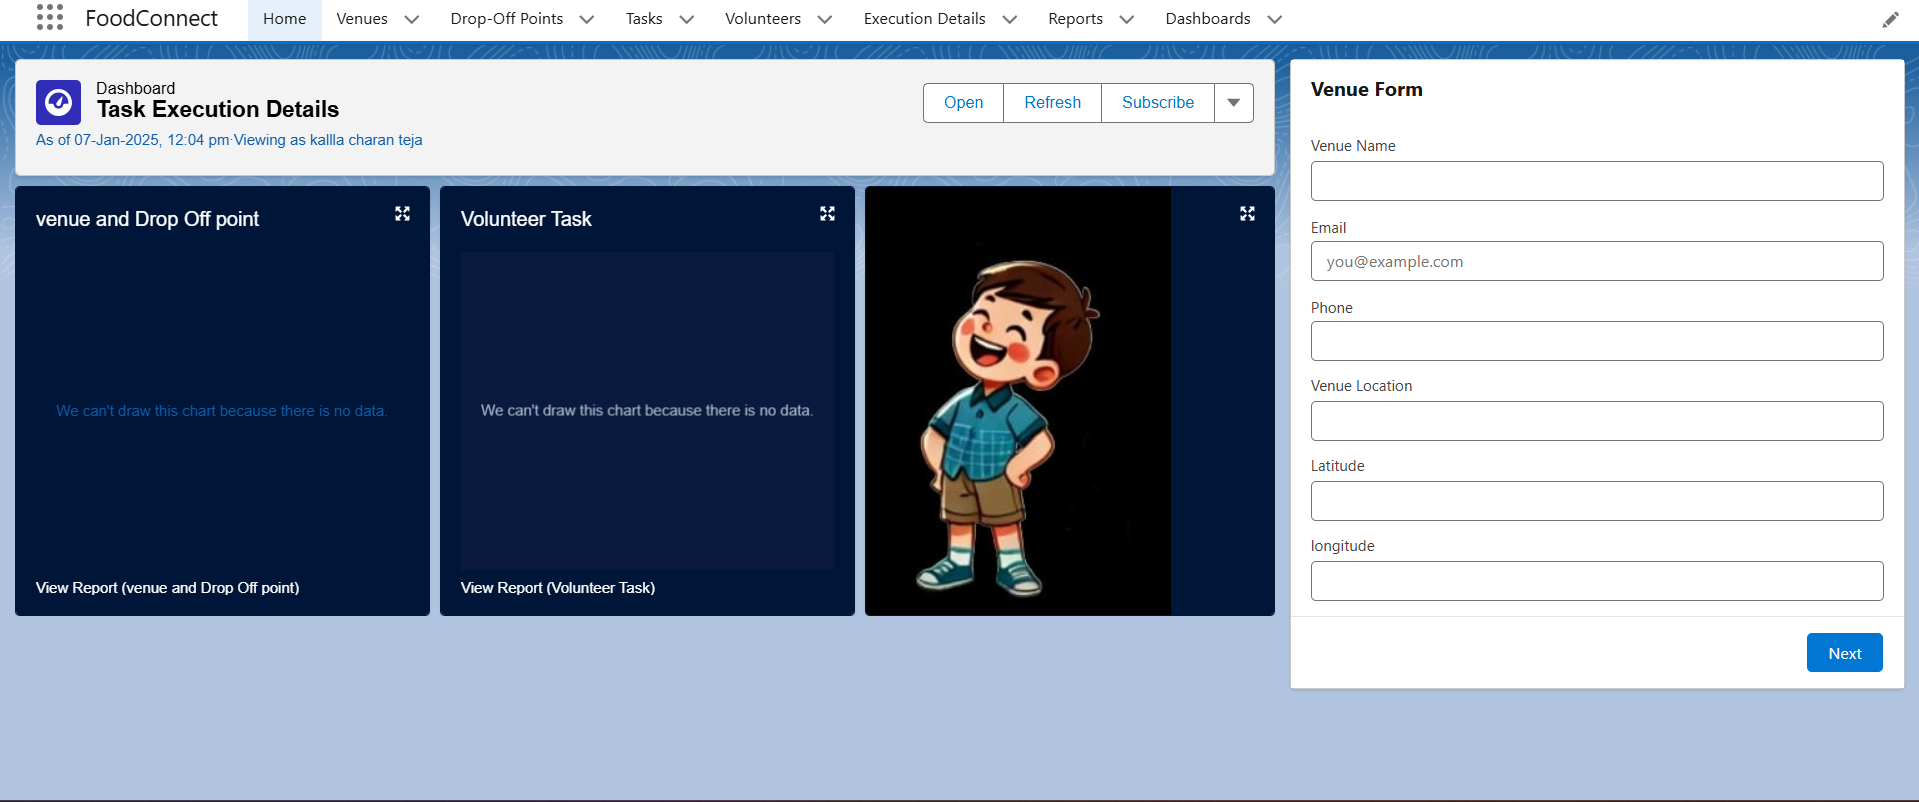 FoodConnect
Home
Venues
Drop-Off Points
Tasks
Volunteers
Execution Details
Reports
Dashboards
Dashboard
Task Execution Details
As of 07-Jan-2025, 12:04 pm·Viewing as kallla charan teja
Open
Refresh
Subscribe
venue and Drop Off point
We can't draw this chart because there is no data.
View Report (venue and Drop Off point)
Volunteer Task
We can't draw this chart because there is no data.
View Report (Volunteer Task)
Venue Form
Venue Name
Email
you@example.com
Phone
Venue Location
Latitude
longitude
Next